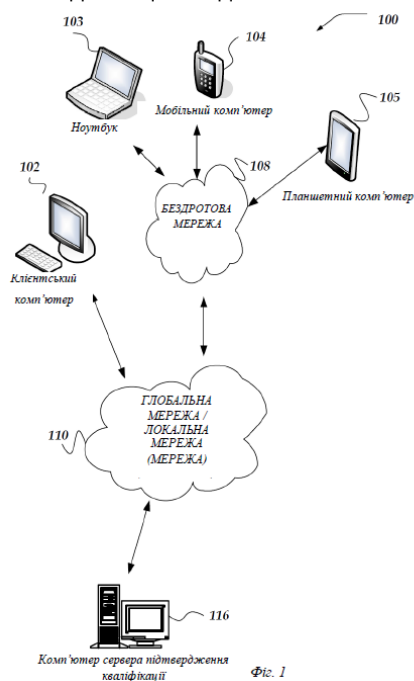 103
104
100
Ноутбук
Мобільний комп'ютер
105
102
108
БЕЗДРОТОВА
МЕРЕЖА
Планшетний комп'ютер
Клієнтський
комп'ютер
ГЛОБАЛЬНА
МЕРЕЖА /
ЛОКАЛЬНА
МЕРЕЖА
(МЕРЕЖА)
110
116
Комп'ютер сервера підтвердження
кваліфікації
Фіг. 1